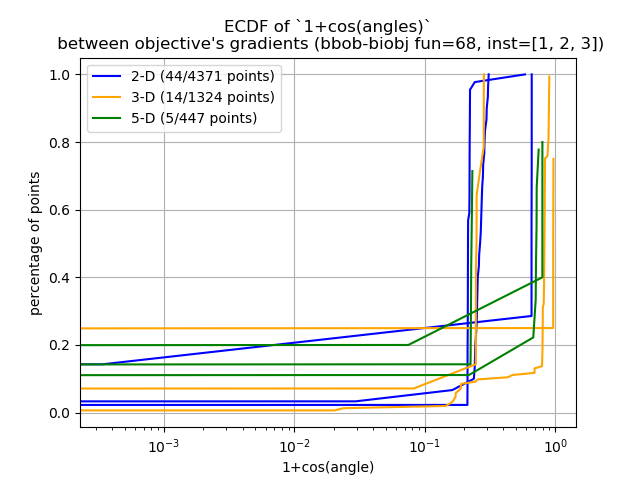 ECDF of `1+cos(angles)`
between objective's gradients (bbob-biobj fun=68, inst=[1, 2, 3])
2-D (44/4371 points)
3-D (14/1324 points)
5-D (5/447 points)
percentage of points
1.0
0.8
0.6
0.4
0.2
0.0
10⁻³ 10⁻² 10⁻¹ 10⁰
1+cos(angle)